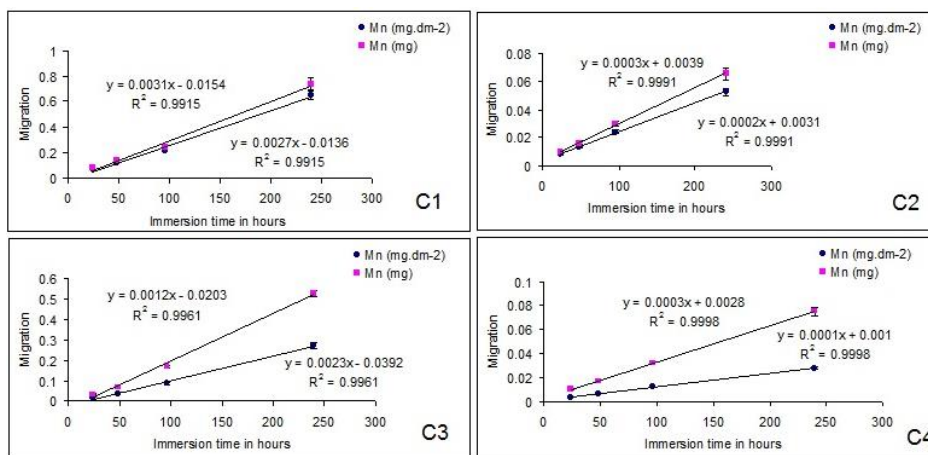 Mn (mg.dm-2)
Mn (mg)
1
0.8
0.6
0.4
0.2
0
Migration
y = 0.0031x - 0.0154
R² = 0.9915
y = 0.0027x - 0.0136
R² = 0.9915
0 50 100 150 200 250 300
Immersion time in hours
C1
Mn (mg.dm-2)
Mn (mg)
0.08
0.06
0.04
0.02
0
Migration
y = 0.0003x + 0.0039
R² = 0.9991
y = 0.0002x + 0.0031
R² = 0.9991
0 100 200 300
Immersion time in hours
C2
Mn (mg.dm-2)
Mn (mg)
0.6
0.5
0.4
0.3
0.2
0.1
0
Migration
y = 0.0012x - 0.0203
R² = 0.9961
y = 0.0023x - 0.0392
R² = 0.9961
0 50 100 150 200 250 300
Immersion time in hours
C3
Mn (mg.dm-2)
Mn (mg)
0.1
0.08
0.06
0.04
0.02
0
Migration
y = 0.0003x + 0.0028
R² = 0.9998
y = 0.0001x + 0.001
R² = 0.9998
0 50 100 150 200 250 300
Immersion time in hours
C4